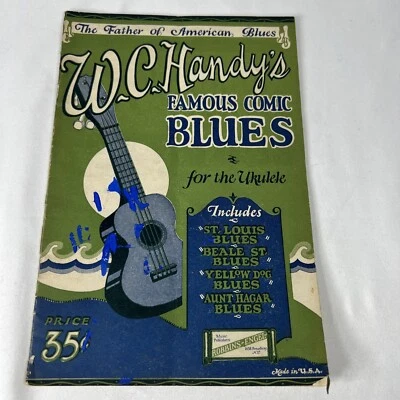 The Father of American Blues
W.C. Handy's
FAMOUS COMIC
BLUES
for the Ukulele
Includes
"ST. LOUIS
BLUES"
"BEALE ST.
BLUES"
"YELLOW DOG
BLUES"
"AUNT HAGAR
BLUES"
PRICE
35¢
ROBBINS-ENGEL
Made in U.S.A.